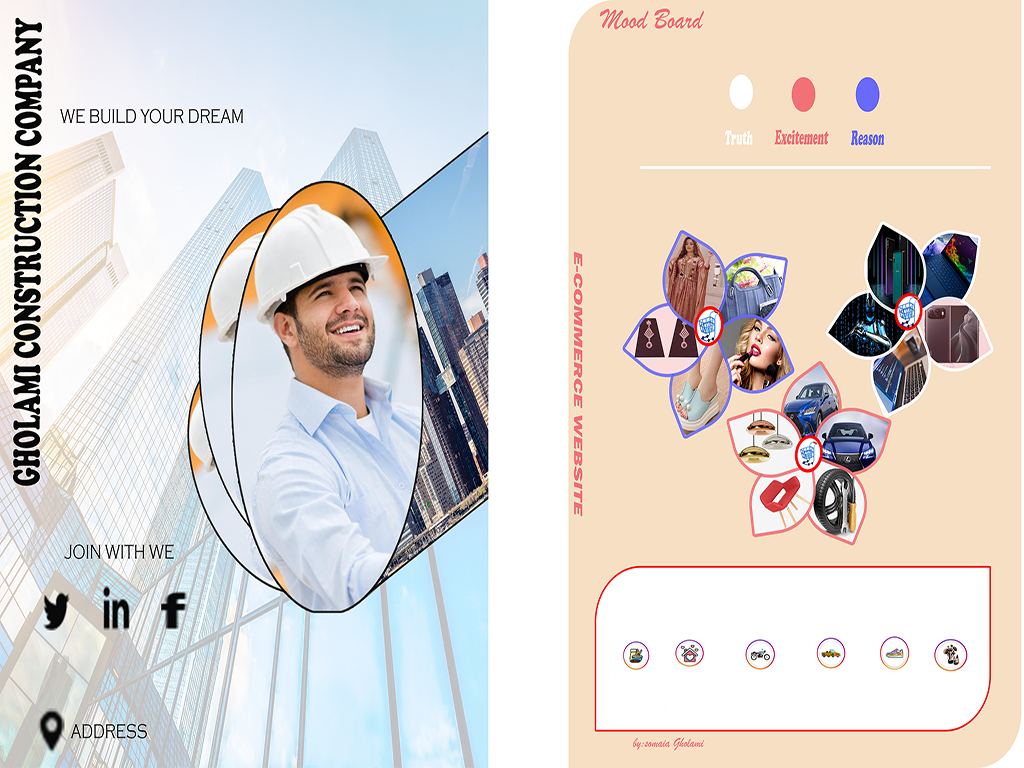 GHOLAMI CONSTRUCTION COMPANY
WE BUILD YOUR DREAM
JOIN WITH WE
in f
ADDRESS
Mood Board
Truth Excitement Reason
E-COMMERCE WEBSITE
by:somaia Gholami